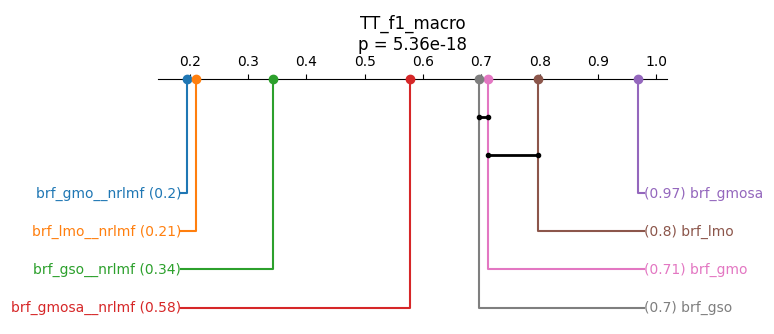 TT_f1_macro
p = 5.36e-18
0.2 0.3 0.4 0.5 0.6 0.7 0.8 0.9 1.0
brf_gmo__nrlmf (0.2) (0.97) brf_gmosa
brf_lmo__nrlmf (0.21) (0.8) brf_lmo
brf_gso__nrlmf (0.34) (0.71) brf_gmo
brf_gmosa__nrlmf (0.58) (0.7) brf_gso